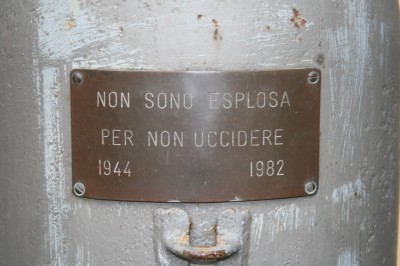 NON SONO ESPLOSA
PER NON UCCIDERE
1944 1982